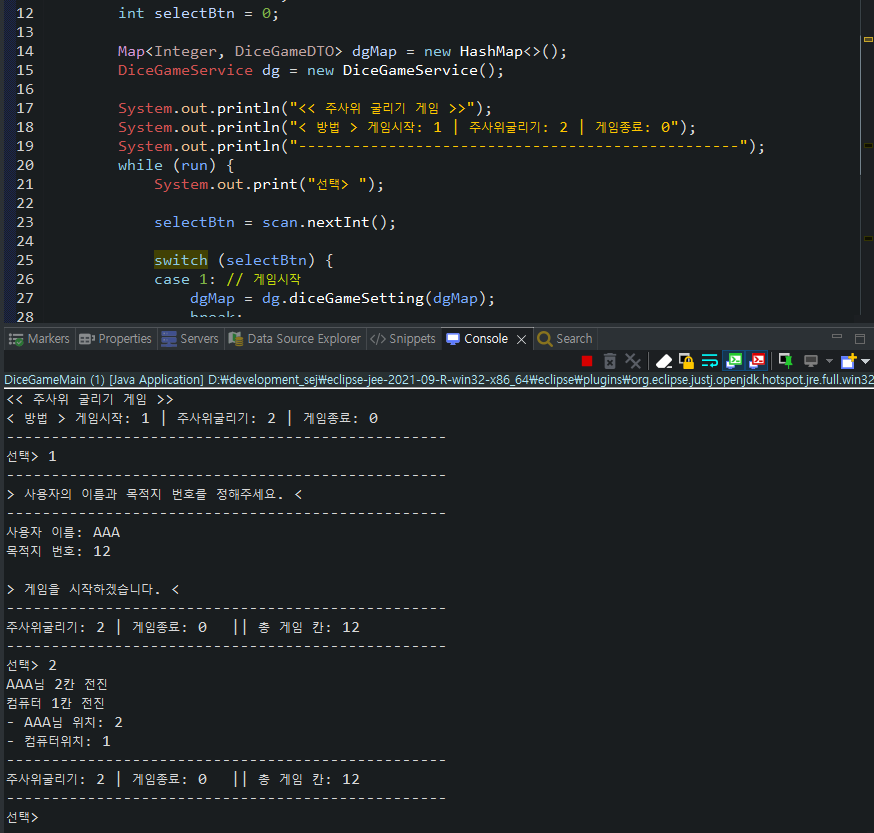 12 int selectBtn = 0;
13
14 Map<Integer, DiceGameDTO> dgMap = new HashMap<>();
15 DiceGameService dg = new DiceGameService();
16
17 System.out.println("<< 주사위 굴리기 게임 >>");
18 System.out.println("< 방법 > 게임시작: 1 | 주사위굴리기: 2 | 게임종료: 0");
19 System.out.println("-------------------------------------------------");
20 while (run) {
21 System.out.print("선택> ");
22
23 selectBtn = scan.nextInt();
24
25 switch (selectBtn) {
26 case 1: // 게임시작
27 dgMap = dg.diceGameSetting(dgMap);
28 break;
Markers Properties Servers Data Source Explorer Snippets Console Search
DiceGameMain (1) [Java Application] D:₩development_sej₩eclipse-jee-2021-09-R-win32-x86_64₩eclipse₩plugins₩org.eclipse.justj.openjdk.hotspot.jre.full.win32
<< 주사위 굴리기 게임 >>
< 방법 > 게임시작: 1 | 주사위굴리기: 2 | 게임종료: 0
-------------------------------------------------
선택> 1
-------------------------------------------------
> 사용자의 이름과 목적지 번호를 정해주세요. <
-------------------------------------------------
사용자 이름: AAA
목적지 번호: 12
> 게임을 시작하겠습니다. <
-------------------------------------------------
주사위굴리기: 2 | 게임종료: 0 || 총 게임 칸: 12
-------------------------------------------------
선택> 2
AAA님 2칸 전진
컴퓨터 1칸 전진
- AAA님 위치: 2
- 컴퓨터위치: 1
-------------------------------------------------
주사위굴리기: 2 | 게임종료: 0 || 총 게임 칸: 12
-------------------------------------------------
선택>